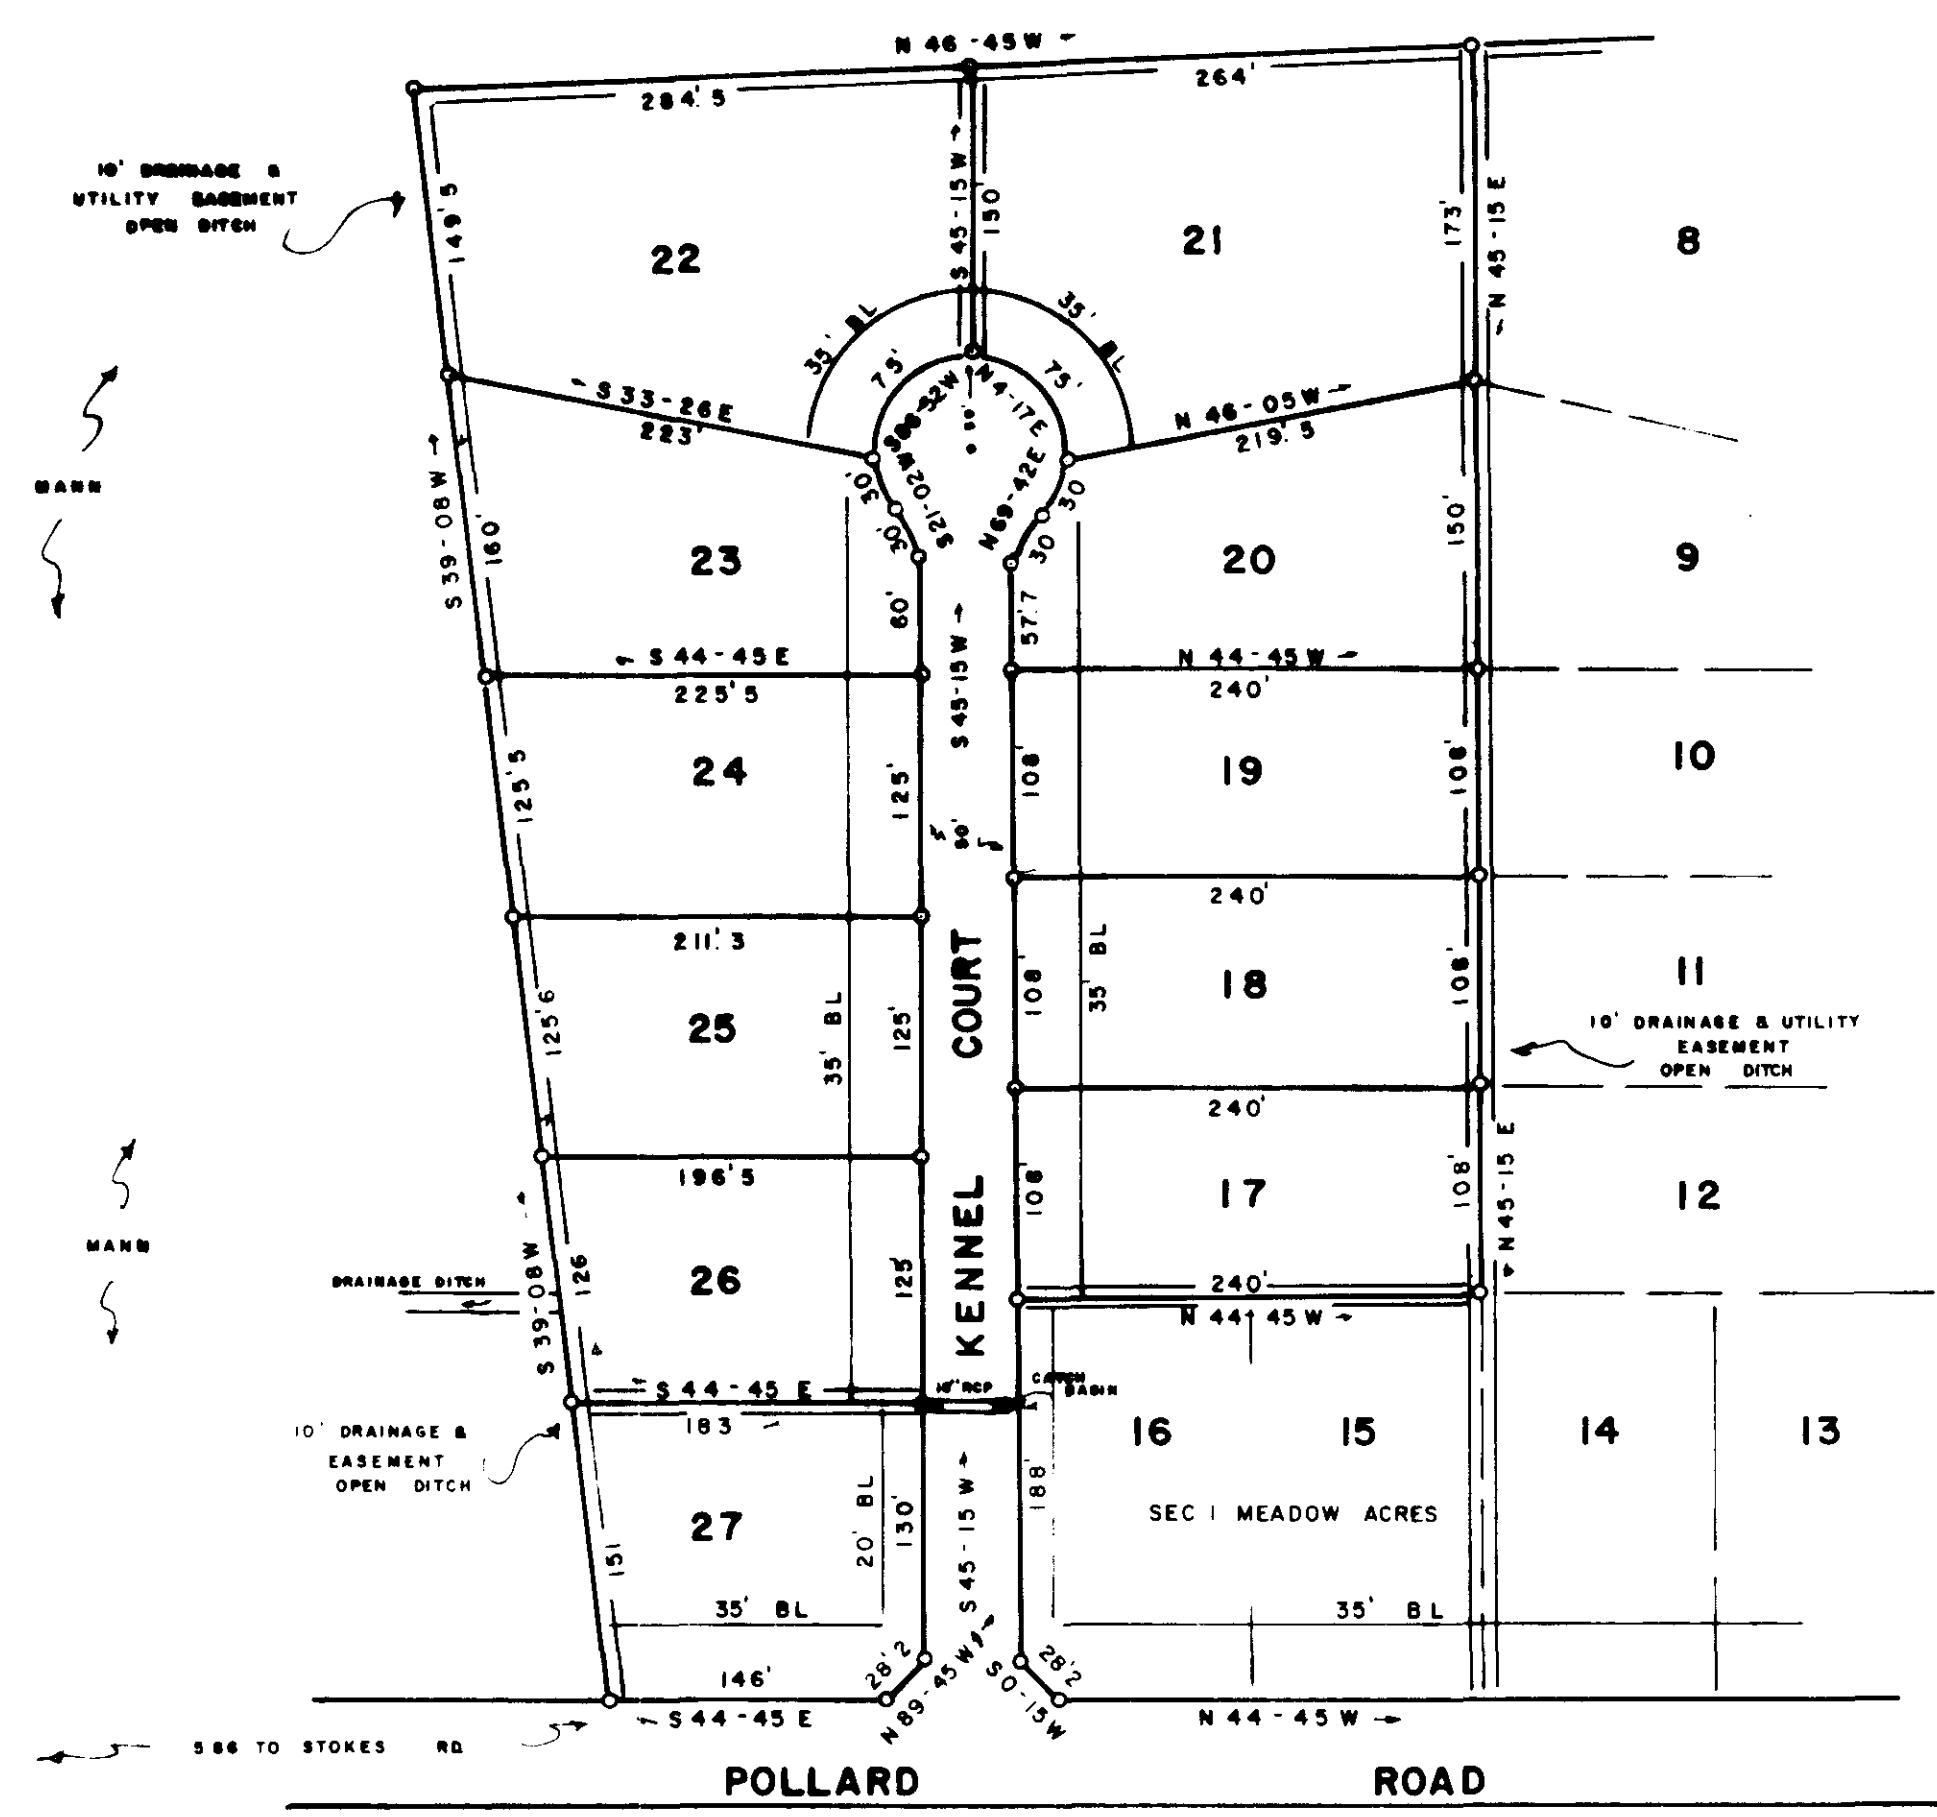 N 46-45 W
284'.5
264'
10' DRAINAGE &
UTILITY EASEMENT
OPEN DITCH
149'.5
S 45-15 W
150'
173'
N 45-15 E
22
21
8
35' BL
35' BL
75'
75'
N 4-17 E
S 33-26 E
223'
N 46-05 W
219'.5
MANN
S 39-08 W
160'
30'
30'
S 21-02 W
N 69-42 E
30
30
150'
23
20
9
60'
57'.7
S 45-15 W
S 44-45 E
225'5
N 44-45 W
240'
24
19
10
125'5
125'
108'
108'
50'
211'.3
240'
25
18
11
125'6
35' BL
125'
COURT
108'
35' BL
108'
10' DRAINAGE & UTILITY
EASEMENT
OPEN DITCH
196'5
240'
17
12
108'
108'
N 45-15 E
MANN
DRAINAGE DITCH
S 39-08 W
126
26
125'
KENNEL
240'
N 44-45 W
S 44-45 E
183
18" RCP
CATCH
BASIN
10' DRAINAGE &
EASEMENT
OPEN DITCH
16
15
14
13
27
151
20' BL
130'
S 45-15 W
188'
SEC 1 MEADOW ACRES
35' BL
35' BL
146'
28'2
N 89-45 W
S 0-15 W
28'2
S 44-45 E
N 44-45 W
TO STOKES RD
POLLARD ROAD